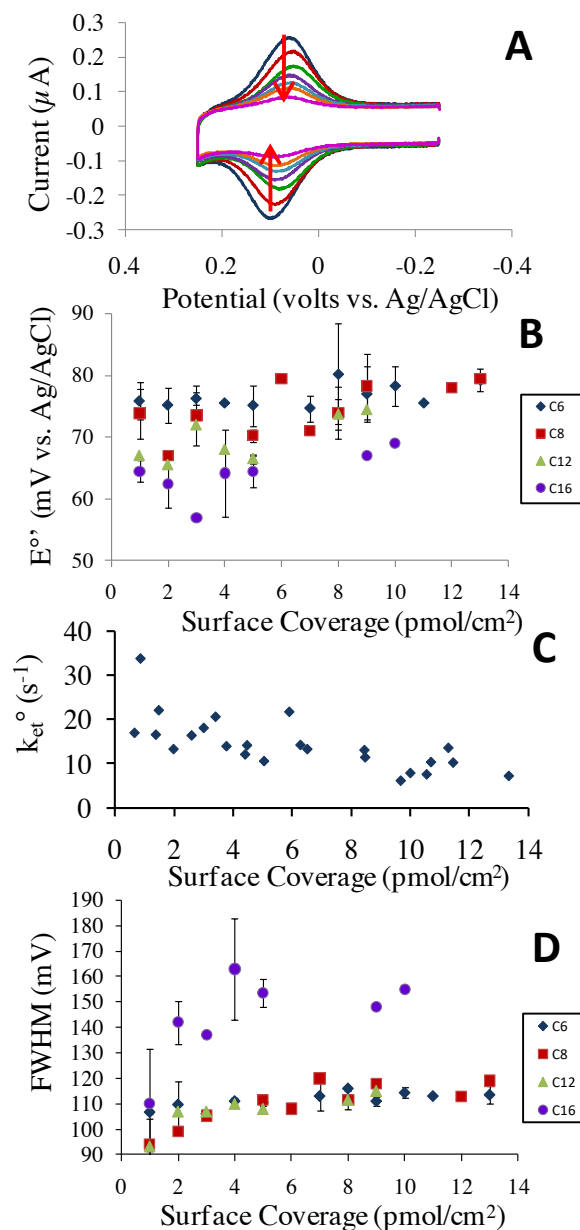 A
0.3
0.2
0.1
0
-0.1
-0.2
-0.3
Current (µA)
0.4 0.2 0 -0.2 -0.4
Potential (volts vs. Ag/AgCl)
B
90
80
70
60
50
E°’ (mV vs. Ag/AgCl)
C6
C8
C12
C16
0 2 4 6 8 10 12 14
Surface Coverage (pmol/cm²)
C
40
30
20
10
0
kₑₜ° (s⁻¹)
0 2 4 6 8 10 12 14
Surface Coverage (pmol/cm²)
D
190
180
170
160
150
140
130
120
110
100
90
FWHM (mV)
C6
C8
C12
C16
0 2 4 6 8 10 12 14
Surface Coverage (pmol/cm²)